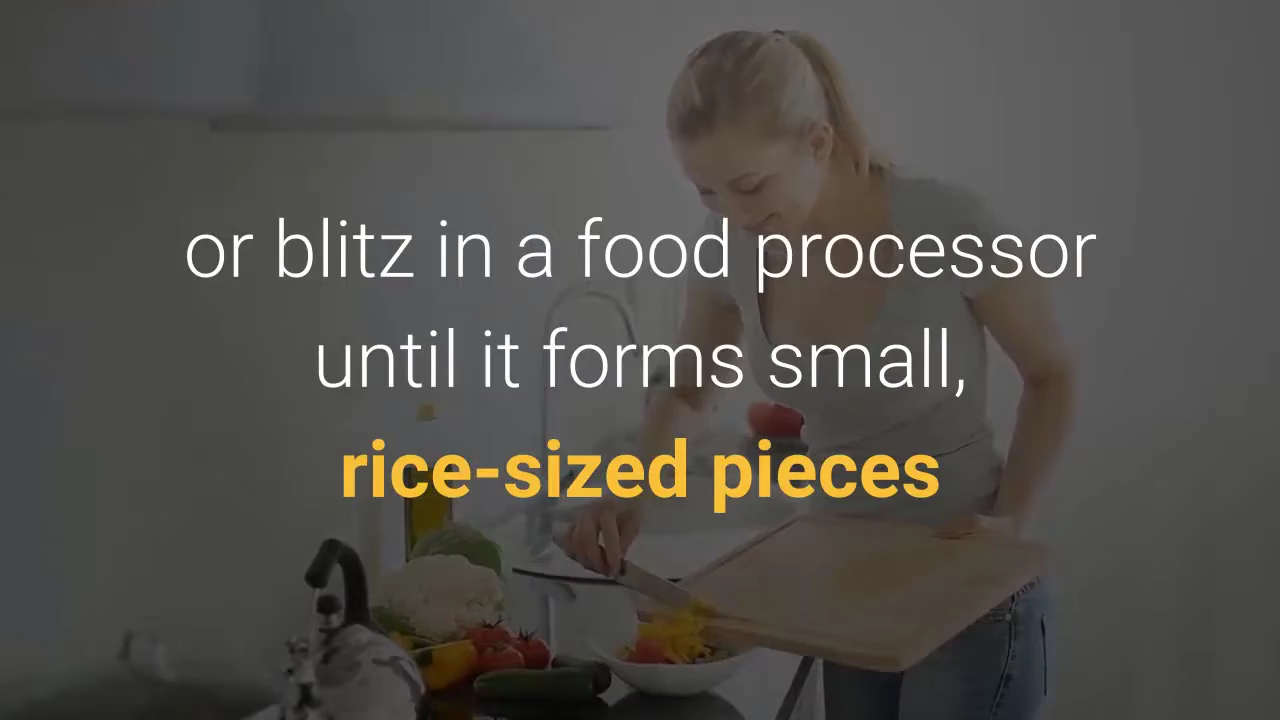 or blitz in a food processor
until it forms small,
rice-sized pieces